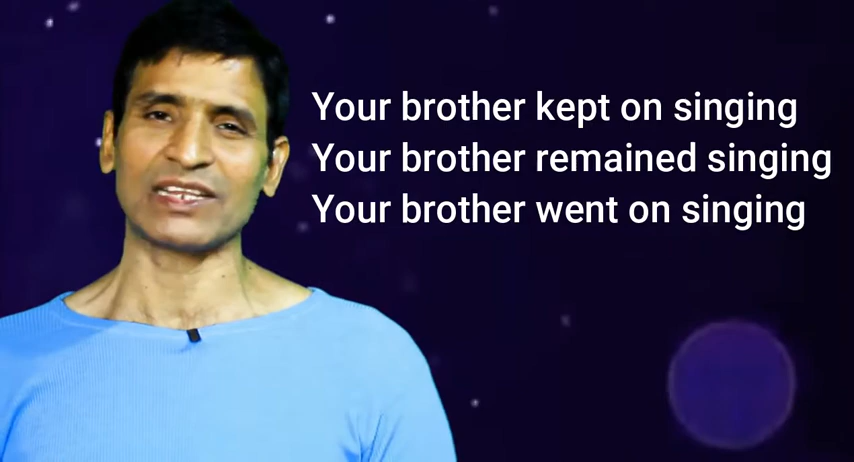 Your brother kept on singing
Your brother remained singing
Your brother went on singing